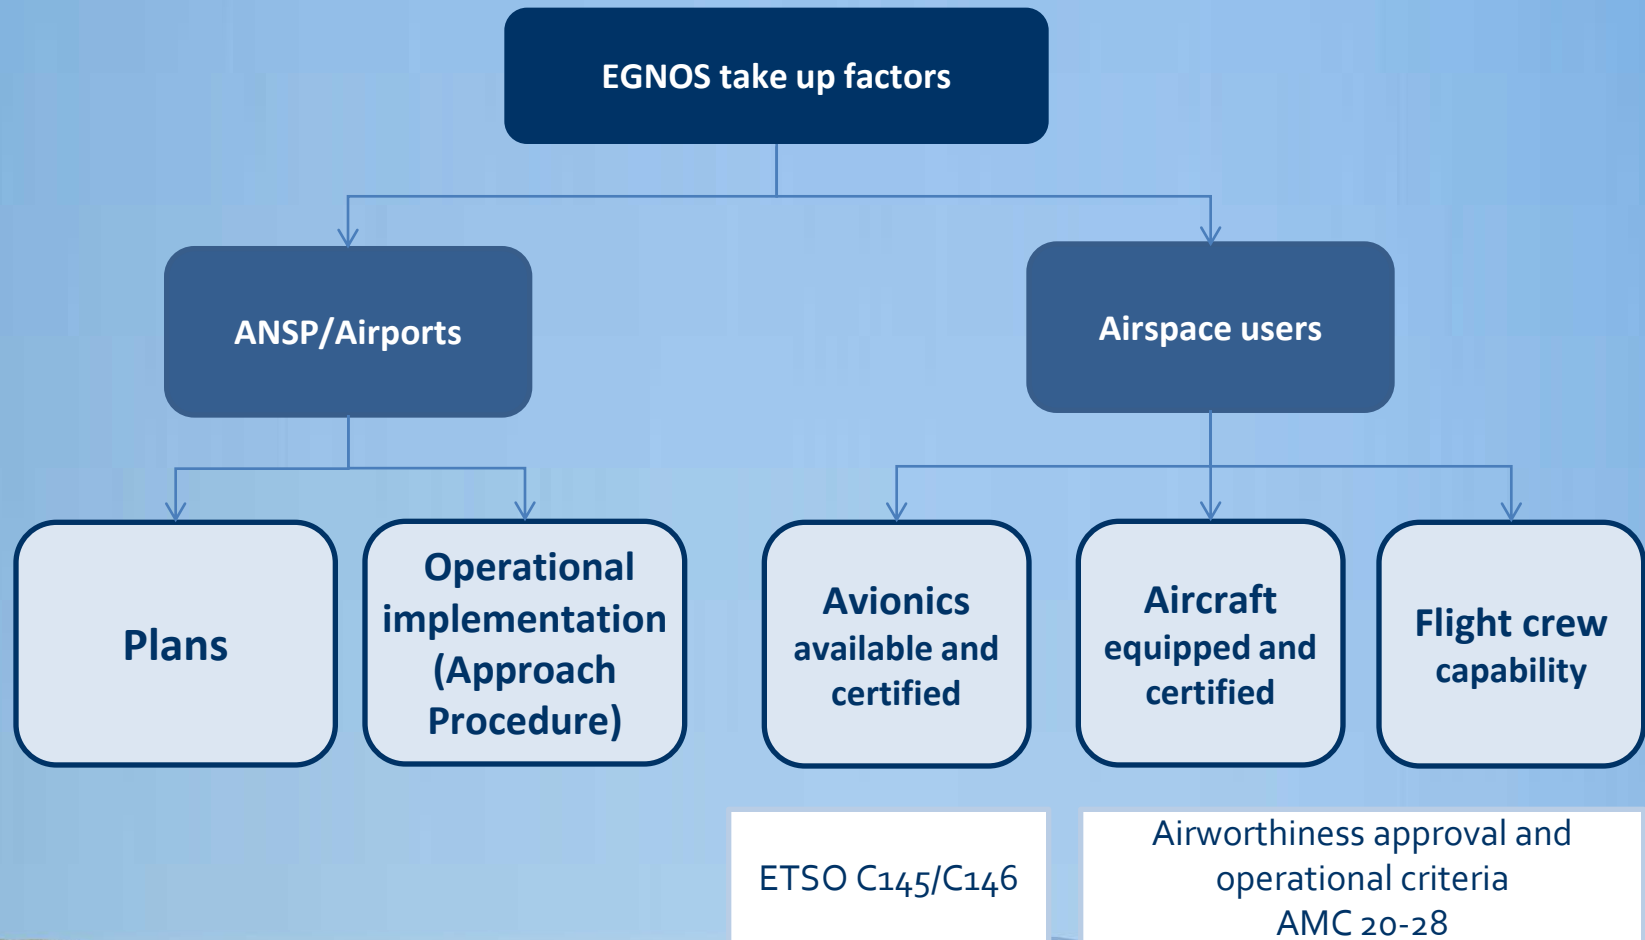 EGNOS take up factors
ANSP/Airports
Airspace users
Plans
Operational
implementation
(Approach
Procedure)
Avionics
available and
certified
Aircraft
equipped and
certified
Flight crew
capability
ETSO C145/C146
Airworthiness approval and
operational criteria
AMC 20-28